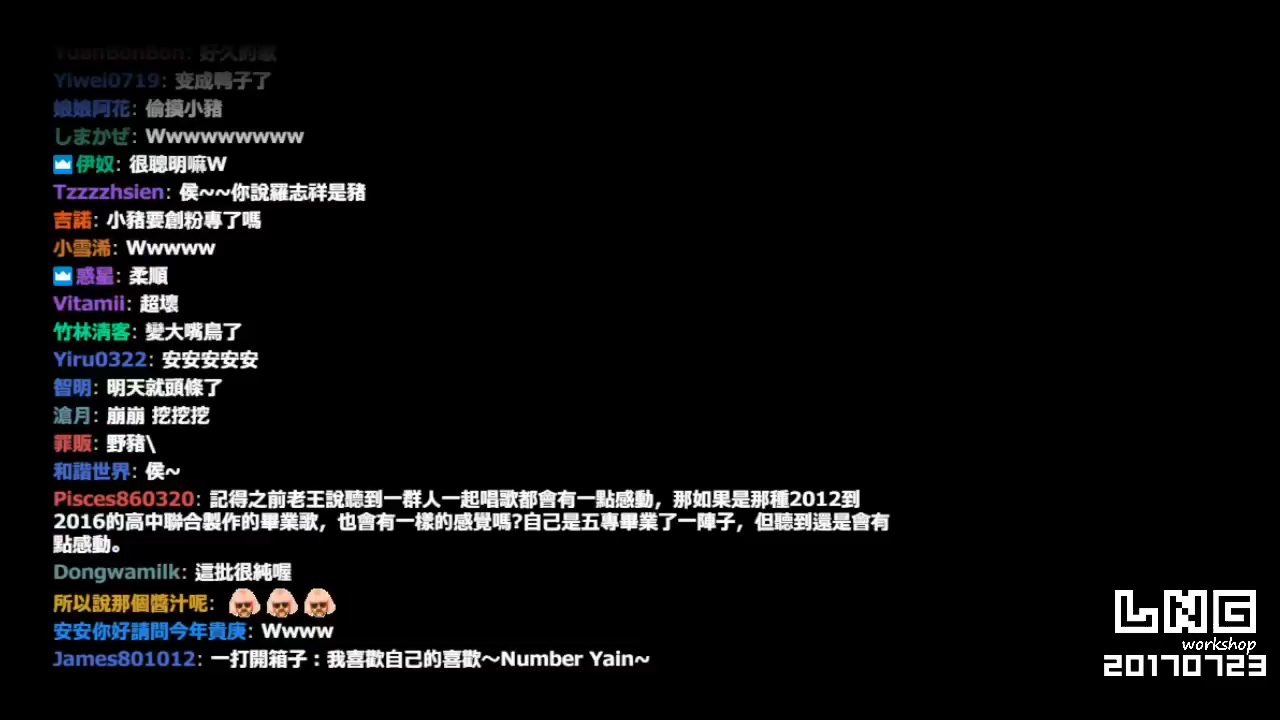 YuanBonBon: 好久的歌
Yiwei0719: 变成鸭子了
娘娘阿花: 偷摸小豬
しまかぜ: Wwwwwwwwww
伊奴: 很聰明嘛W
Tzzzzhsien: 侯~~你說羅志祥是豬
吉諾: 小豬要創粉專了嗎
小雪浠: Wwwwww
惑星: 柔順
Vitamii: 超壞
竹林清客: 變大嘴鳥了
Yiru0322: 安安安安安
智明: 明天就頭條了
滄月: 崩崩 挖挖挖
罪販: 野豬\
和諧世界: 侯~
Pisces860320: 記得之前老王說聽到一群人一起唱歌都會有一點感動，那如果是那種2012到
2016的高中聯合製作的畢業歌，也會有一樣的感覺嗎?自己是五專畢業了一陣子，但聽到還是會有
點感動。
Dongwamilk: 這批很純喔
所以說那個醬汁呢:
安安你好請問今年貴庚: Wwww
James801012: 一打開箱子：我喜歡自己的喜歡～Number Yain~
LNG
workshop
20170723